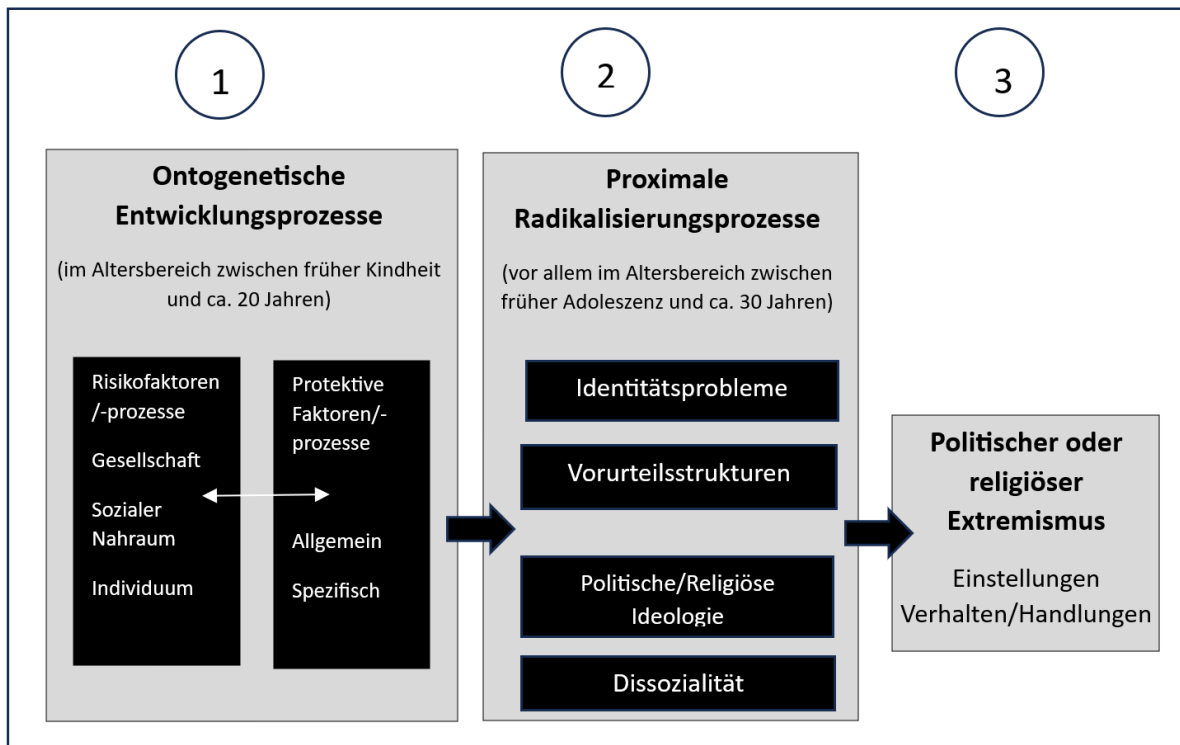 1
2
3
Ontogenetische
Entwicklungsprozesse
(im Altersbereich zwischen früher Kindheit
und ca. 20 Jahren)
Risikofaktoren
/-prozesse
Gesellschaft
Sozialer
Nahraum
Individuum
Protektive
Faktoren/-
prozesse
Allgemein
Spezifisch
Proximale
Radikalisierungsprozesse
(vor allem im Altersbereich zwischen
früher Adoleszenz und ca. 30 Jahren)
Identitätsprobleme
Vorurteilsstrukturen
Politische/Religiöse
Ideologie
Dissozialität
Politischer oder
religiöser
Extremismus
Einstellungen
Verhalten/Handlungen